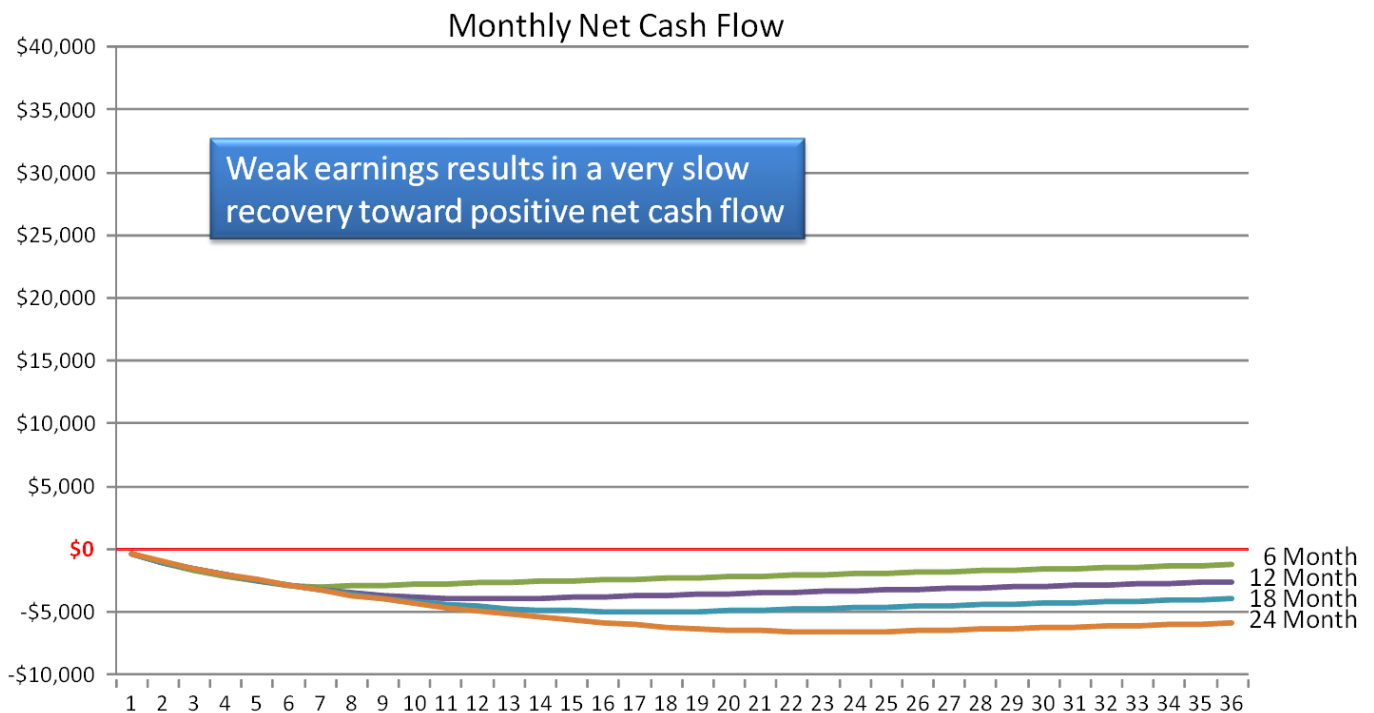 Monthly Net Cash Flow
$40,000
$35,000
$30,000
$25,000
$20,000
$15,000
$10,000
$5,000
$0
-$5,000
-$10,000
Weak earnings results in a very slow
recovery toward positive net cash flow
6 Month
12 Month
18 Month
24 Month
1 2 3 4 5 6 7 8 9 10 11 12 13 14 15 16 17 18 19 20 21 22 23 24 25 26 27 28 29 30 31 32 33 34 35 36